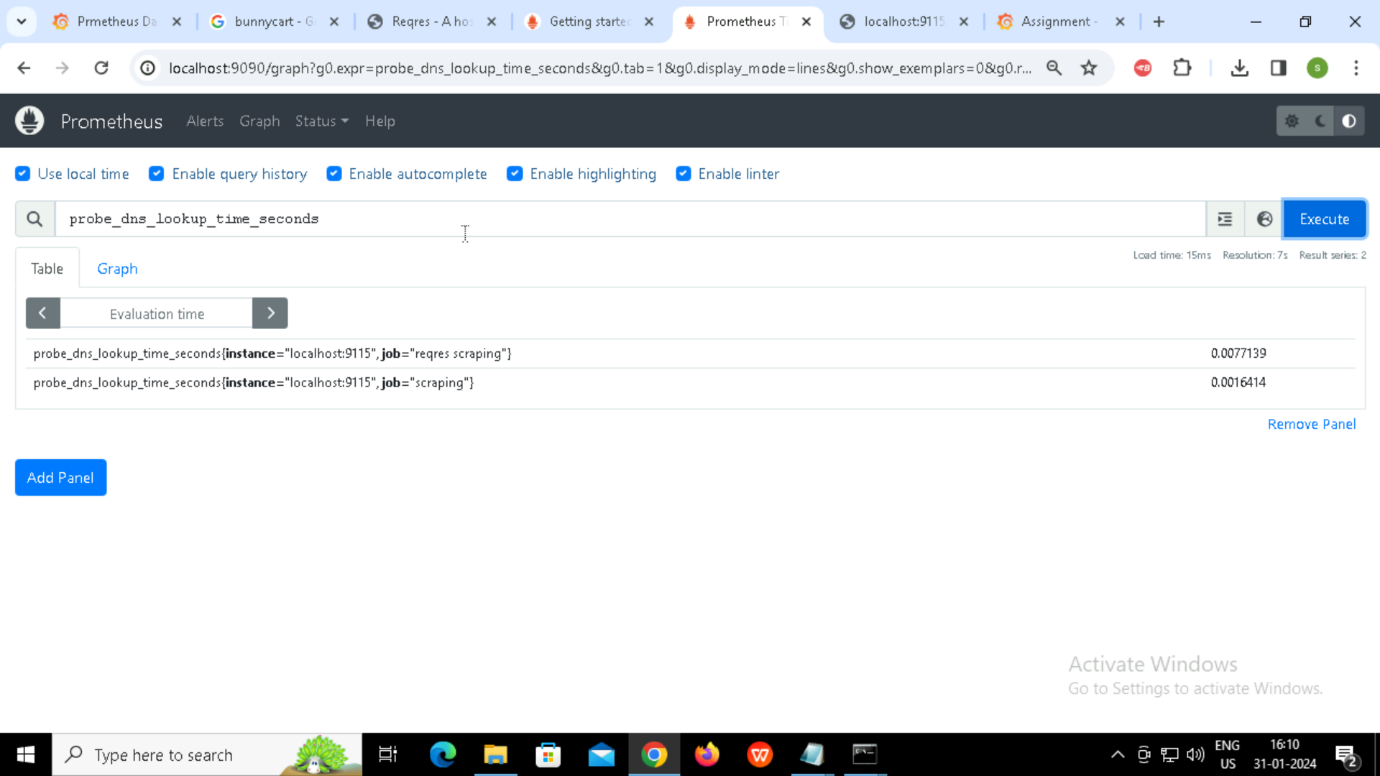 Prmetheus Da
bunnycart - G
Reqres - A hos
Getting starte
Prometheus T
localhost:9115
Assignment -
localhost:9090/graph?g0.expr=probe_dns_lookup_time_seconds&g0.tab=1&g0.display_mode=lines&g0.show_exemplars=0&g0.r...
s
Prometheus Alerts Graph Status Help
Use local time Enable query history Enable autocomplete Enable highlighting Enable linter
probe_dns_lookup_time_seconds Execute
Load time: 15ms Resolution: 7s Result series: 2
Table Graph
Evaluation time
probe_dns_lookup_time_seconds{instance="localhost:9115", job="reqres scraping"} 0.0077139
probe_dns_lookup_time_seconds{instance="localhost:9115", job="scraping"} 0.0016414
Remove Panel
Add Panel
Activate Windows
Go to Settings to activate Windows.
Type here to search
ENG
US
16:10
31-01-2024
2